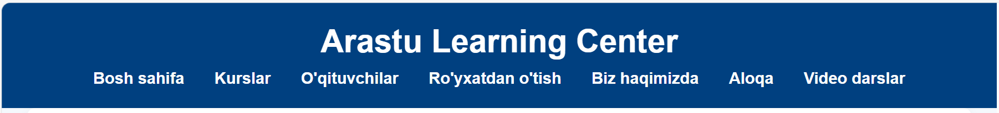 Arastu Learning Center
Bosh sahifa Kurslar O'qituvchilar Ro'yxatdan o'tish Biz haqimizda Aloqa Video darslar